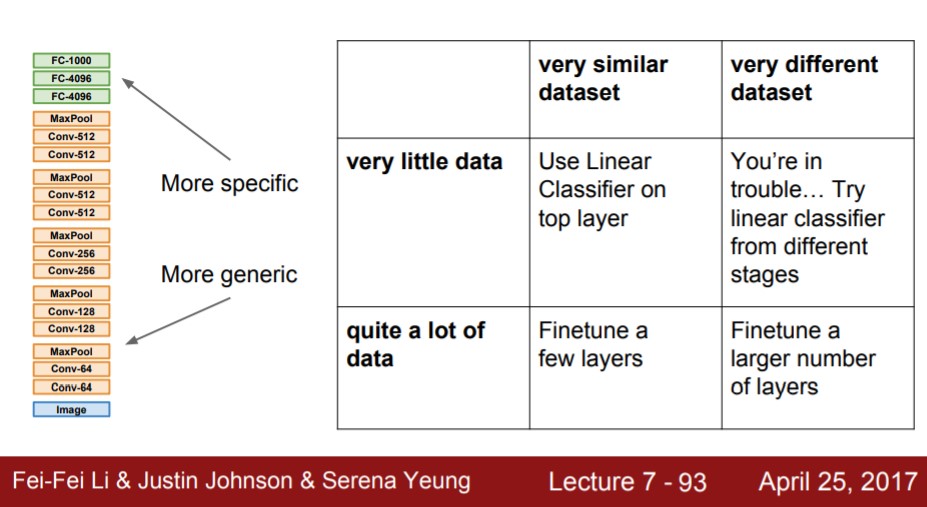 FC-1000
FC-4096
FC-4096
MaxPool
Conv-512
Conv-512
MaxPool
Conv-512
Conv-512
MaxPool
Conv-256
Conv-256
MaxPool
Conv-128
Conv-128
MaxPool
Conv-64
Conv-64
Image
More specific
More generic
very similar
dataset
very different
dataset
very little data
Use Linear
Classifier on
top layer
You're in
trouble... Try
linear classifier
from different
stages
quite a lot of
data
Finetune a
few layers
Finetune a
larger number
of layers
Fei-Fei Li & Justin Johnson & Serena Yeung
Lecture 7 - 93
April 25, 2017